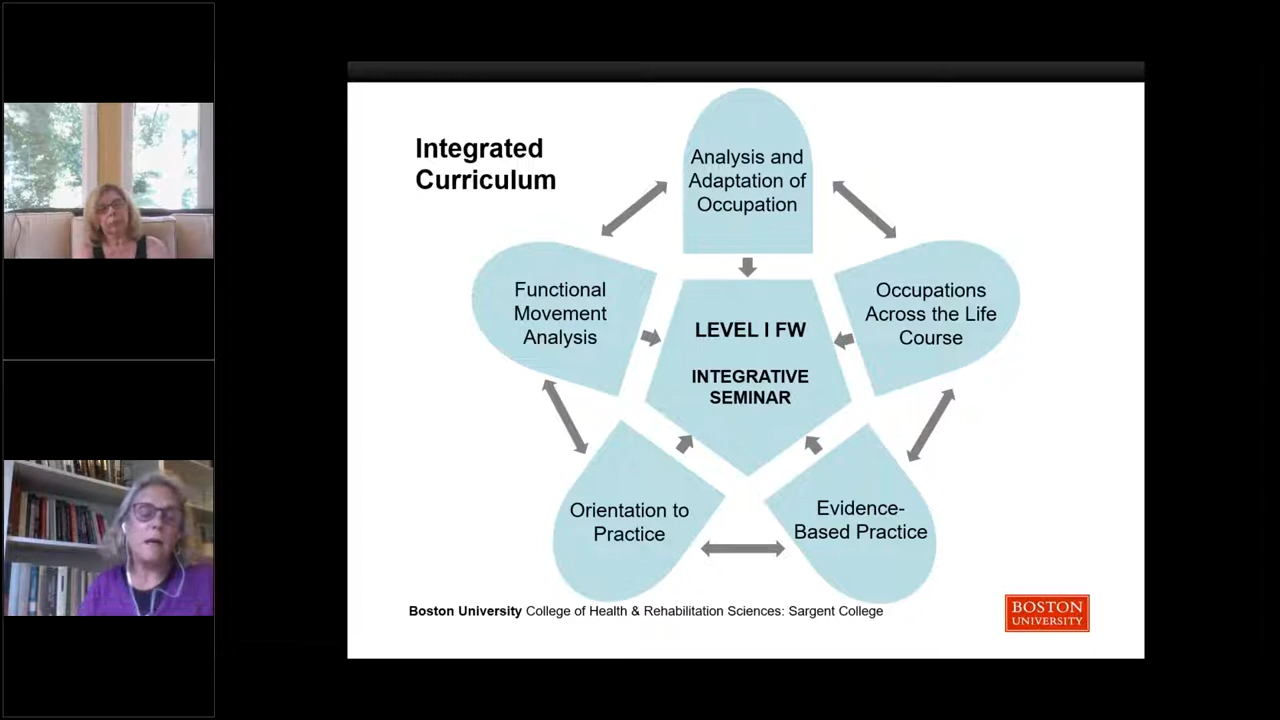 Integrated
Curriculum
Analysis and
Adaptation of
Occupation
Functional
Movement
Analysis
Occupations
Across the Life
Course
LEVEL I FW
INTEGRATIVE
SEMINAR
Orientation to
Practice
Evidence-
Based Practice
Boston University College of Health & Rehabilitation Sciences: Sargent College
BOSTON
UNIVERSITY